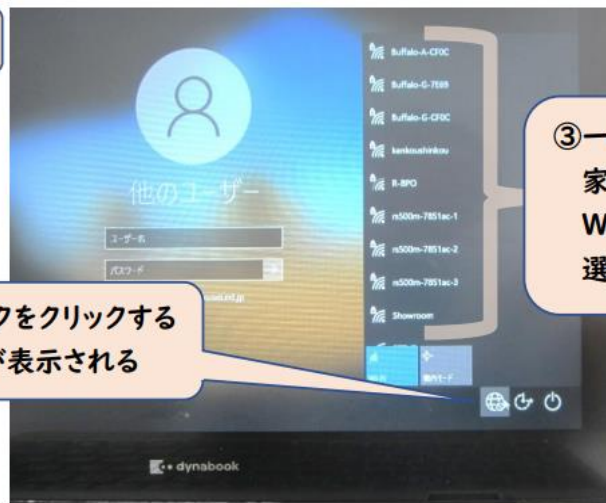 Buffalo-A-CF0C
Buffalo-G-7E69
Buffalo-G-CF0C
kenkoushinkou
R-BPO
rs500m-7851ac-1
rs500m-7851ac-2
rs500m-7851ac-3
Showroom
他のユーザー
ユーザー名
パスワード
機内モード
クをクリックする
が表示される
③一
家
W
選
dynabook